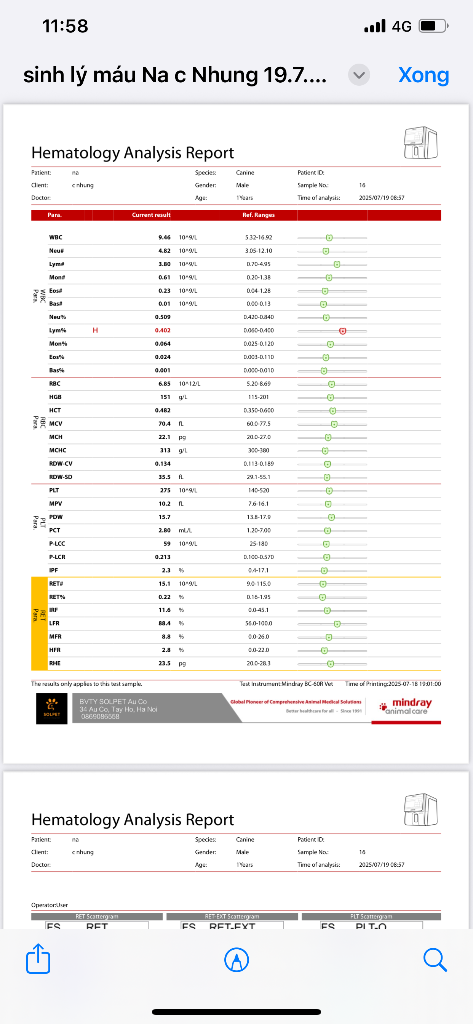 11:58 4G
sinh lý máu Na c Nhung 19.7.... Xong
Hematology Analysis Report
Patient: na Species: Canine Patient ID:
Client: c nhung Gender: Male Sample No.: 16
Doctor: Age: 1Years Time of analysis: 2025/07/19 08:57
Para. Current result Ref. Ranges
WBC Para.
WBC 9.46 10^9/L 5.32-16.92
Neu# 4.82 10^9/L 3.05-12.10
Lym# 3.80 10^9/L 0.70-4.95
Mon# 0.61 10^9/L 0.20-1.38
Eos# 0.23 10^9/L 0.04-1.28
Bas# 0.01 10^9/L 0.00-0.13
Neu% 0.509 0.420-0.840
Lym% H 0.402 0.060-0.400
Mon% 0.064 0.025-0.120
Eos% 0.024 0.003-0.110
Bas% 0.001 0.000-0.010
RBC Para.
RBC 6.85 10^12/L 5.20-8.69
HGB 151 g/L 115-201
HCT 0.482 0.350-0.600
MCV 70.4 fL 60.0-77.5
MCH 22.1 pg 20.0-27.0
MCHC 313 g/L 300-380
RDW-CV 0.134 0.113-0.189
RDW-SD 35.5 fL 29.1-55.1
PLT Para.
PLT 275 10^9/L 140-520
MPV 10.2 fL 7.6-16.1
PDW 15.7 13.8-17.9
PCT 2.80 mL/L 1.20-7.00
P-LCC 59 10^9/L 25-180
P-LCR 0.213 0.100-0.570
IPF 2.3 % 0.4-17.1
RET Para.
RET# 15.1 10^9/L 9.0-115.0
RET% 0.22 % 0.16-1.95
IRF 11.6 % 0.0-45.1
LFR 88.4 % 56.0-100.0
MFR 8.8 % 0.0-26.0
HFR 2.8 % 0.0-22.0
RHE 23.5 pg 20.0-28.3
The results only applies to this test sample. Test Instrument:Mindray BC-60R Vet Time of Printing:2025-07-18 19:01:00
SOLPET
BVTY SOLPET Au Co
34 Au Co, Tay Ho, Ha Noi
0869086568
Global Pioneer of Comprehensive Animal Medical Solutions
Better healthcare for all - Since 1991
mindray
animal care
Hematology Analysis Report
Patient: na Species: Canine Patient ID:
Client: c nhung Gender: Male Sample No.: 16
Doctor: Age: 1Years Time of analysis: 2025/07/19 08:57
Operator:User
RET Scattergram RET-EXT Scattergram PLT Scattergram
FS RET FS RET-EXT FS PLT-O